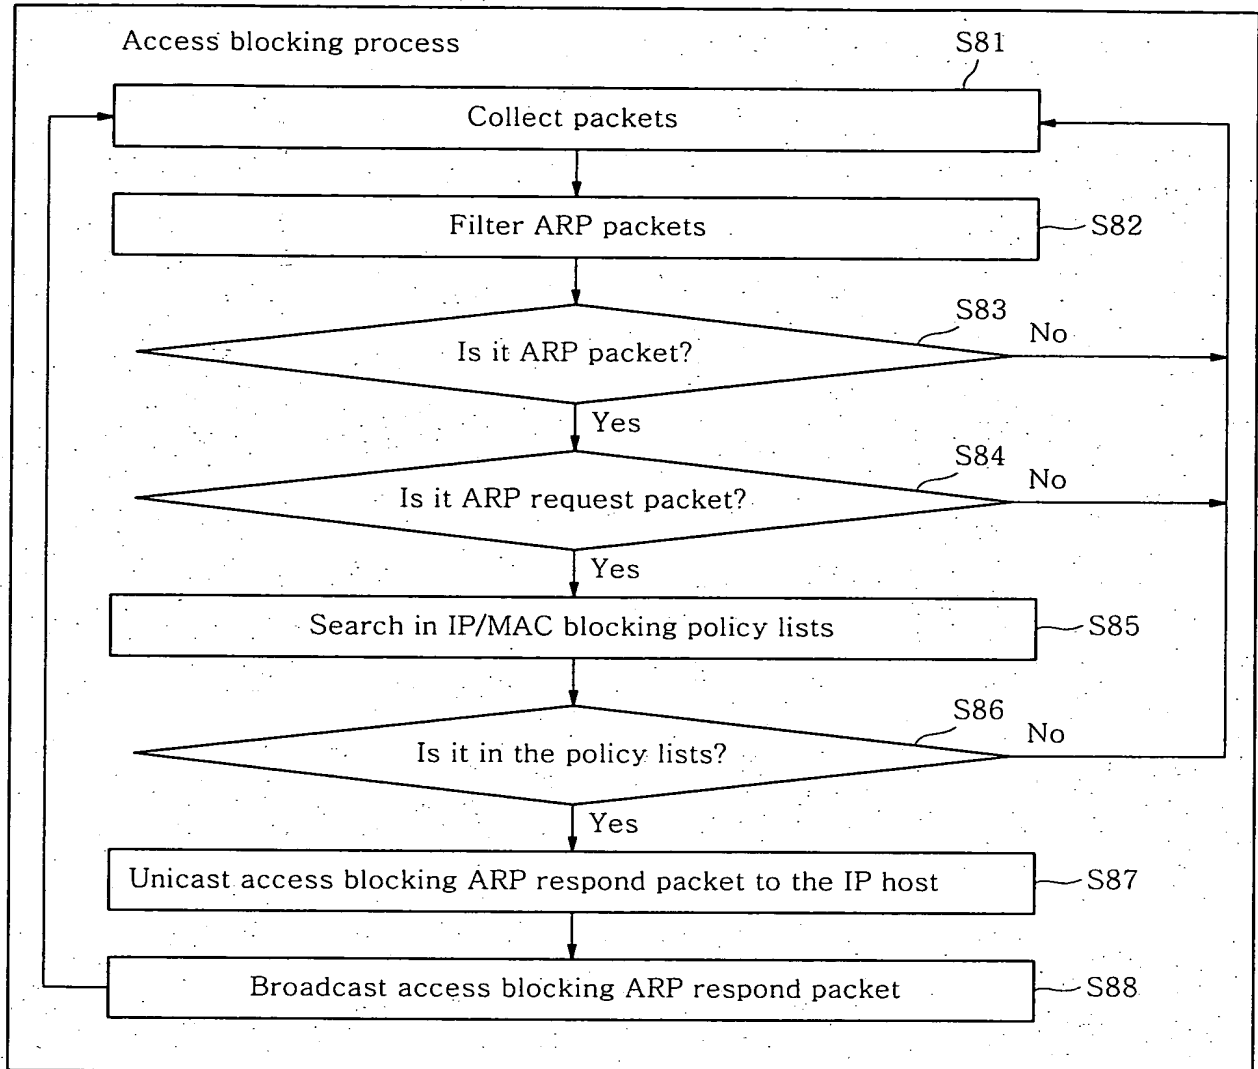 Access blocking process
S81
Collect packets
Filter ARP packets
S82
S83
Is it ARP packet?
No
Yes
S84
Is it ARP request packet?
No
Yes
Search in IP/MAC blocking policy lists
S85
S86
Is it in the policy lists?
No
Yes
Unicast access blocking ARP respond packet to the IP host
S87
Broadcast access blocking ARP respond packet
S88